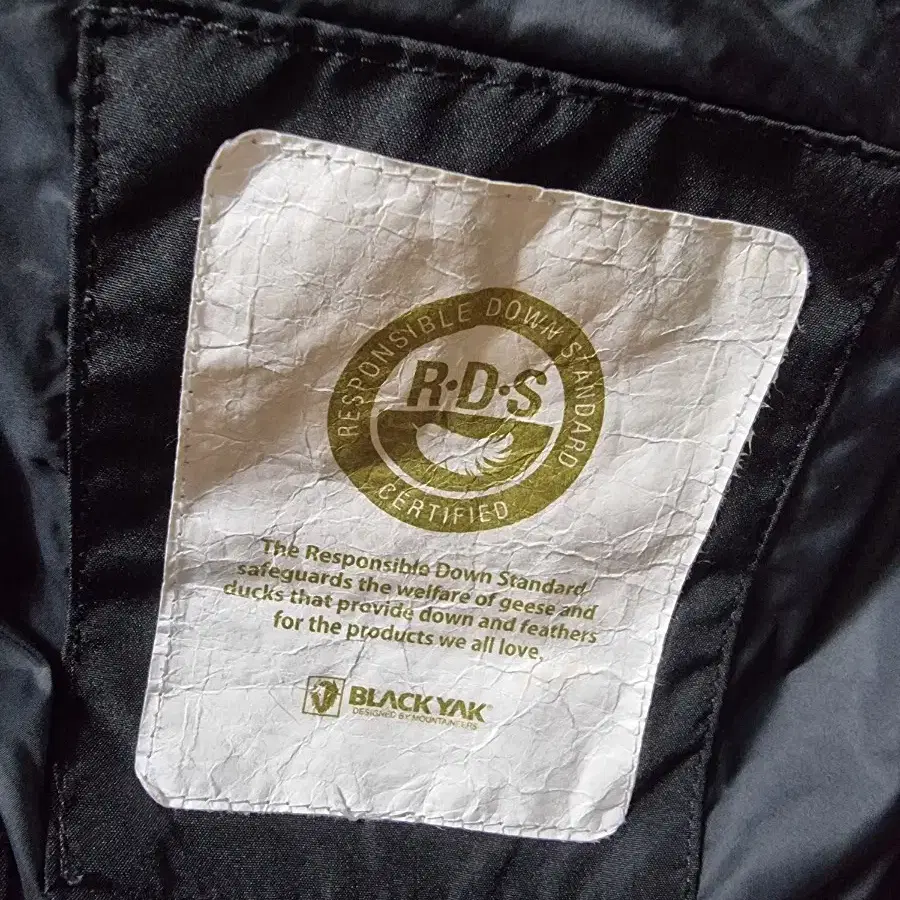 RESPONSIBLE DOWN STANDARD
R·D·S
CERTIFIED
The Responsible Down Standard
safeguards the welfare of geese and
ducks that provide down and feathers
for the products we all love.
BLACKYAK
DESIGNED BY MOUNTAINEERS